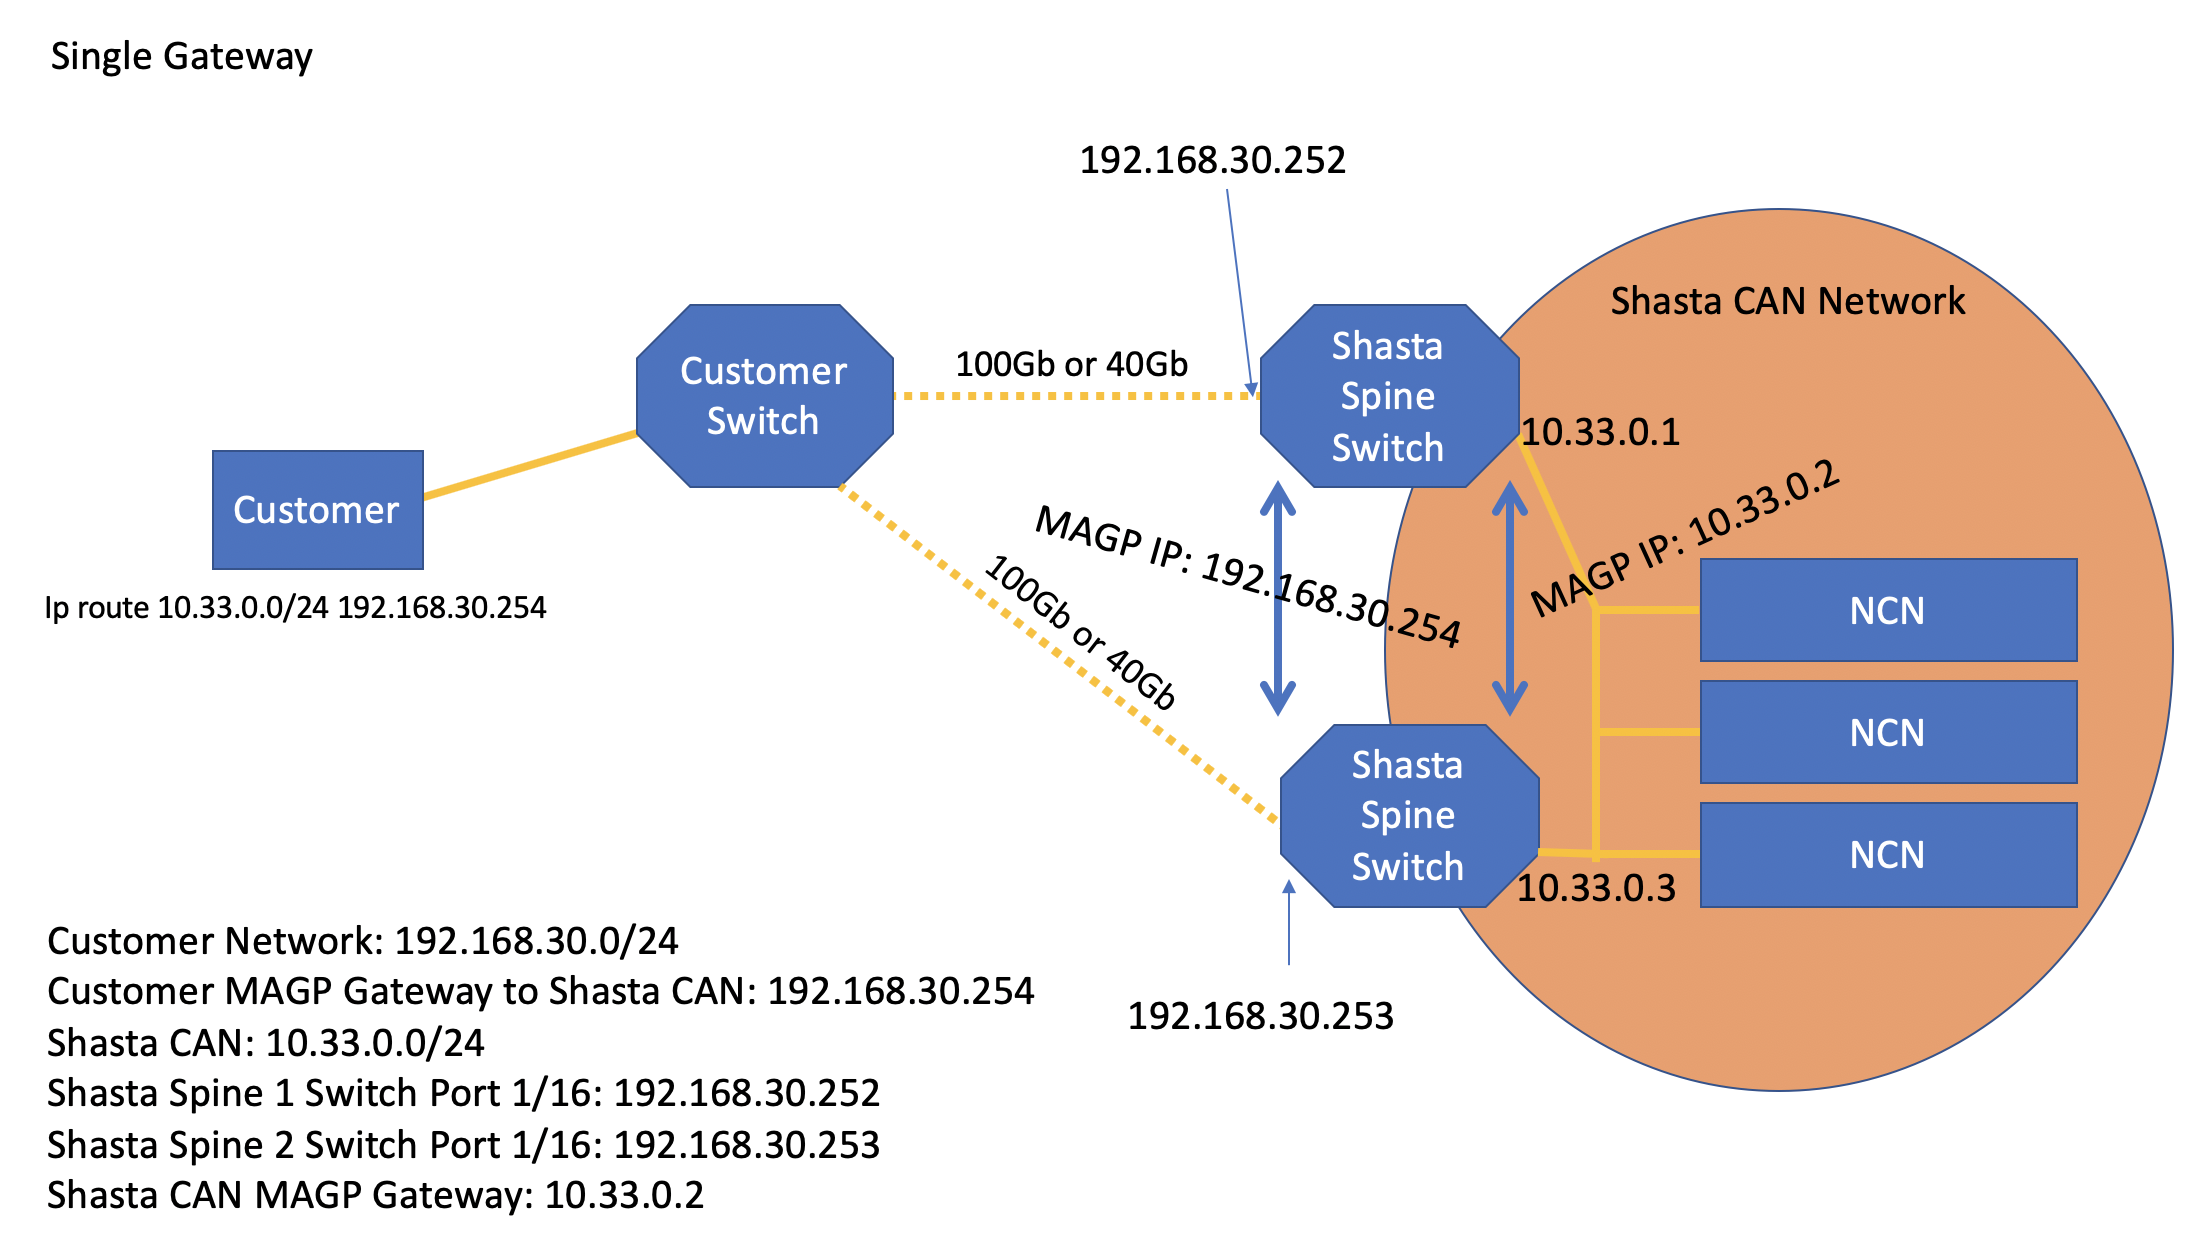 Single Gateway
192.168.30.252
Shasta CAN Network
Customer
Switch
100Gb or 40Gb
Shasta
Spine
Switch
10.33.0.1
Customer
Ip route 10.33.0.0/24 192.168.30.254
MAGP IP: 192.168.30.254
MAGP IP: 10.33.0.2
100Gb or 40Gb
NCN
NCN
NCN
Shasta
Spine
Switch
10.33.0.3
192.168.30.253
Customer Network: 192.168.30.0/24
Customer MAGP Gateway to Shasta CAN: 192.168.30.254
Shasta CAN: 10.33.0.0/24
Shasta Spine 1 Switch Port 1/16: 192.168.30.252
Shasta Spine 2 Switch Port 1/16: 192.168.30.253
Shasta CAN MAGP Gateway: 10.33.0.2